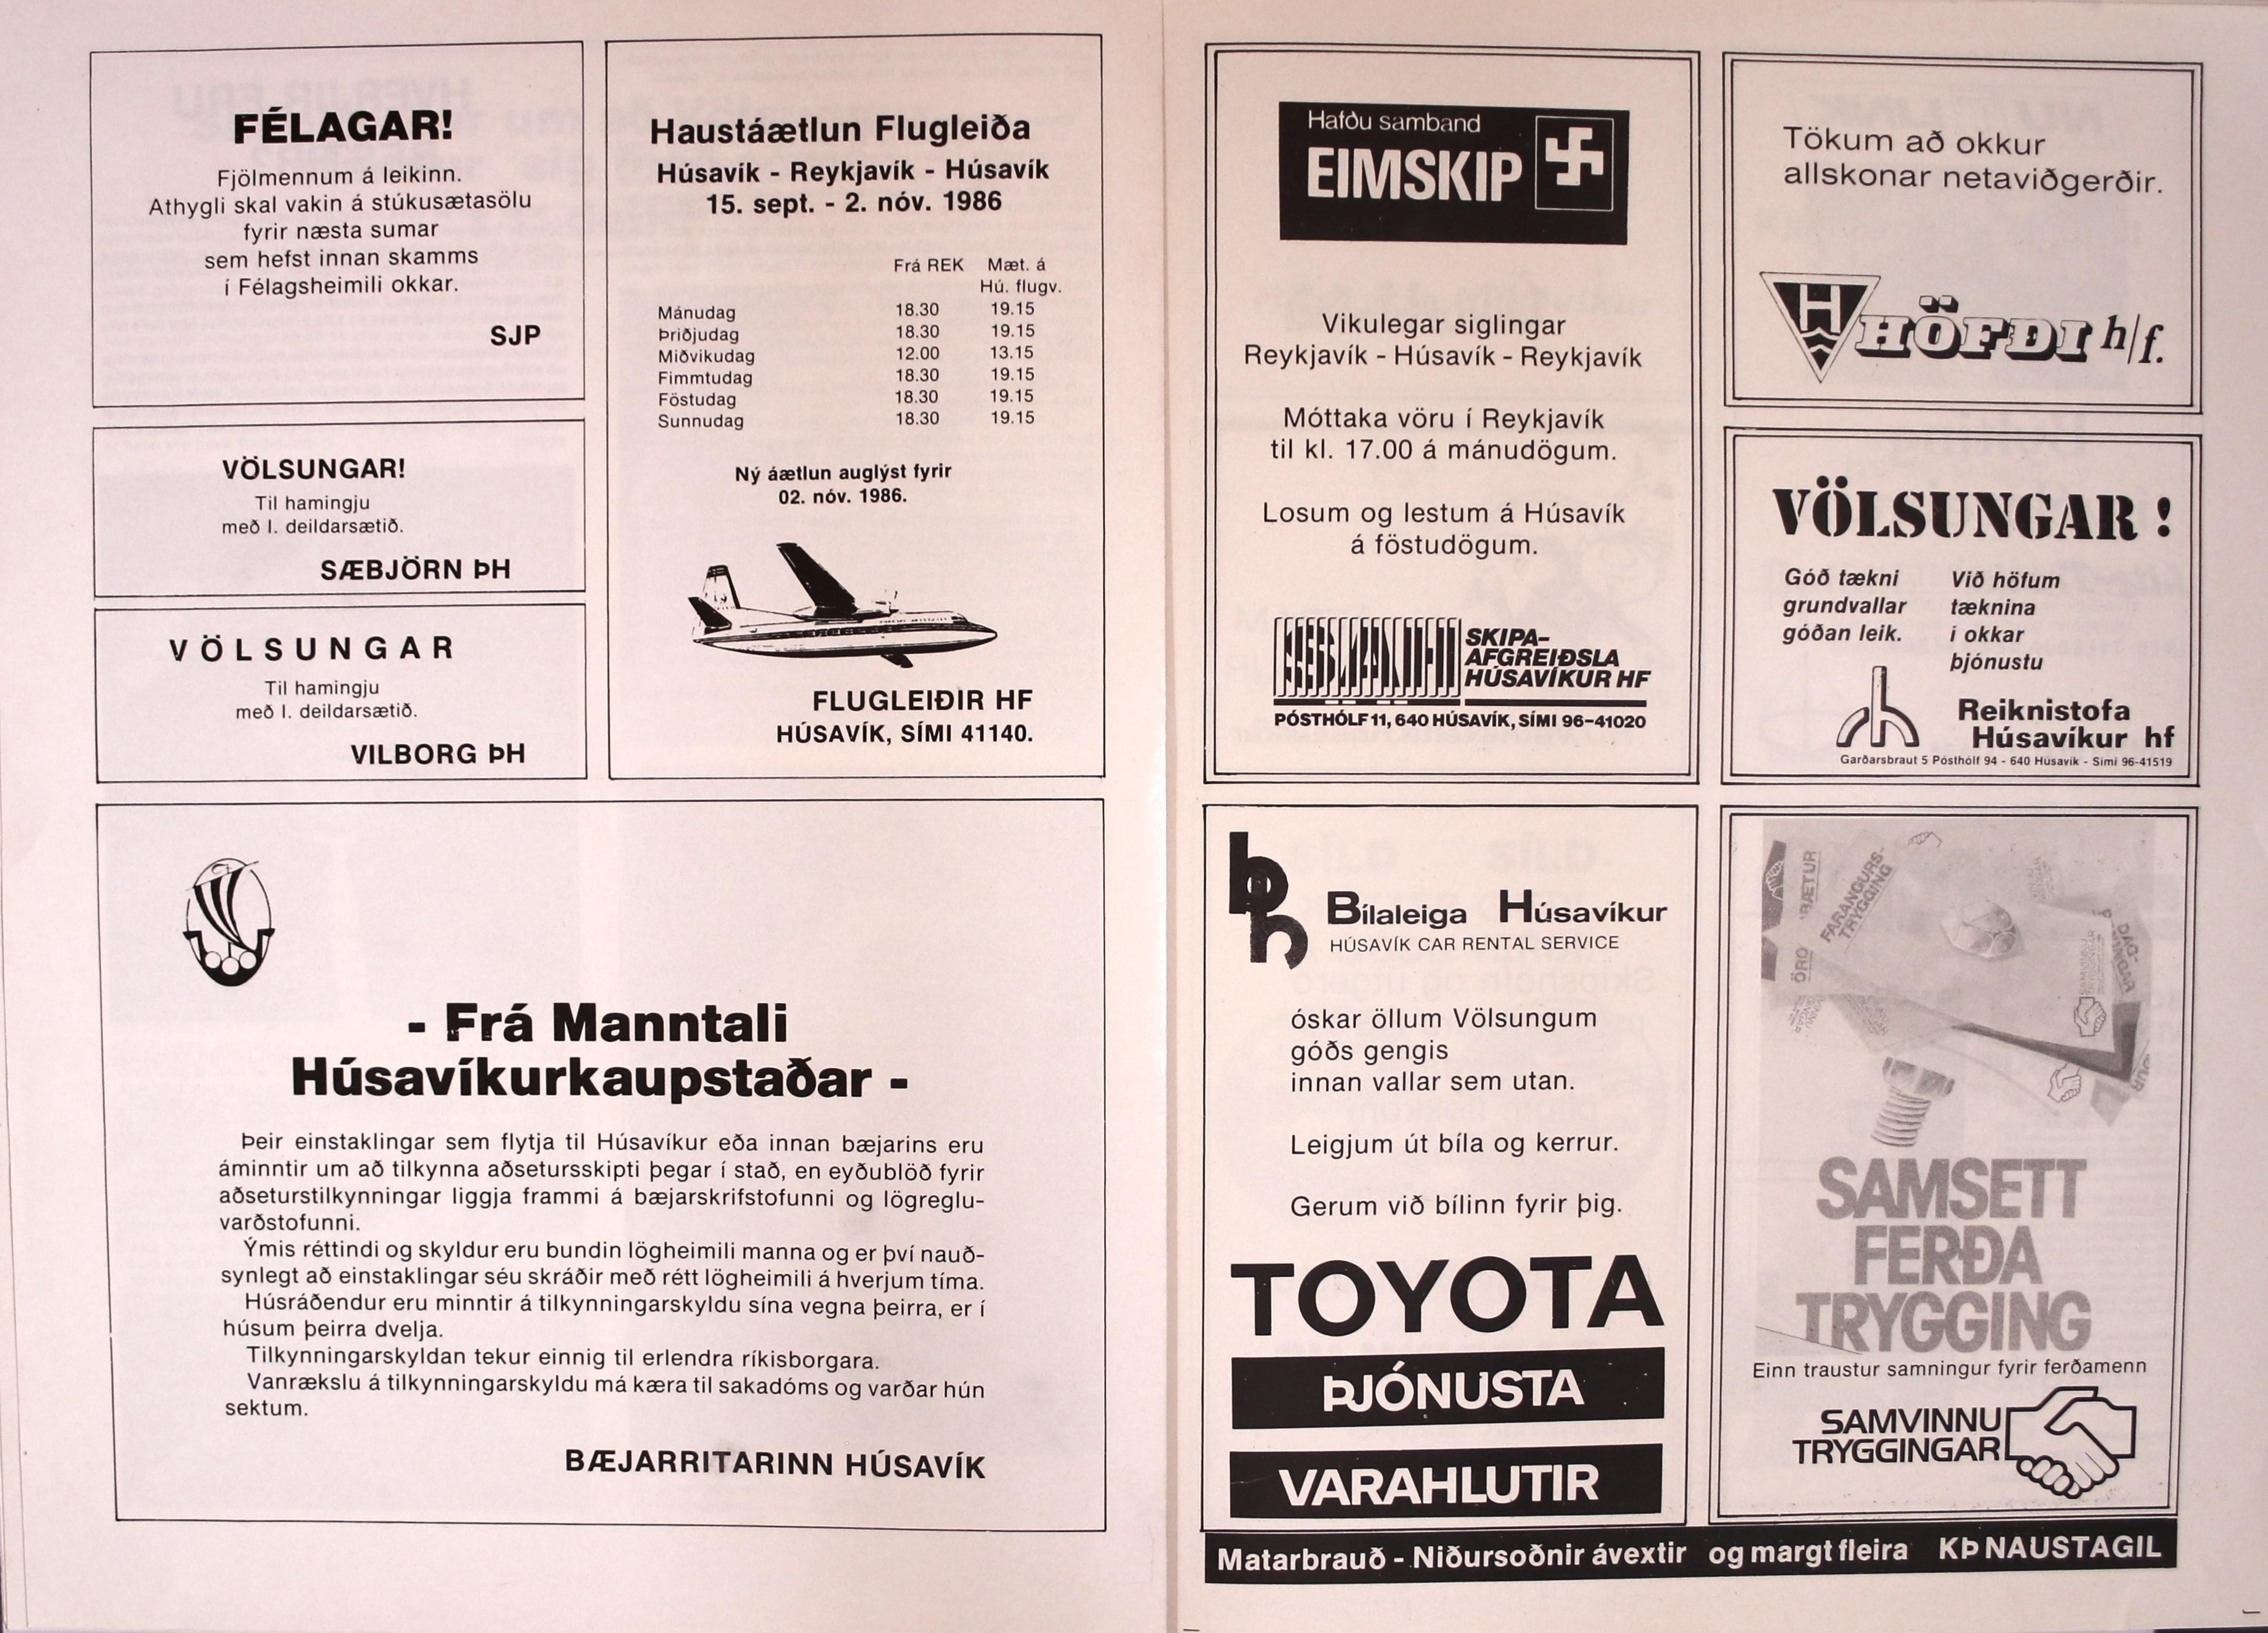 FÉLAGAR!
Fjölmennum á leikinn.
Athygli skal vakin á stúkusætasölu
fyrir næsta sumar
sem hefst innan skamms
í Félagsheimili okkar.
SJP
VÖLSUNGAR!
Til hamingju
með I. deildarsætið.
SÆBJÖRN ÞH
VÖLSUNGAR
Til hamingju
með I. deildarsætið.
VILBORG ÞH
Haustáætlun Flugleiða
Húsavík - Reykjavík - Húsavík
15. sept. - 2. nóv. 1986
Frá REK Mæt. á
Hú. flugv.
Mánudag 18.30 19.15
Þriðjudag 18.30 19.15
Miðvikudag 12.00 13.15
Fimmtudag 18.30 19.15
Föstudag 18.30 19.15
Sunnudag 18.30 19.15
Ný áætlun auglýst fyrir
02. nóv. 1986.
FLUGLEIÐIR HF
HÚSAVÍK, SÍMI 41140.
- Frá Manntali
Húsavíkurkaupstaðar -
Þeir einstaklingar sem flytja til Húsavíkur eða innan bæjarins eru
áminntir um að tilkynna aðsetursskipti þegar í stað, en eyðublöð fyrir
aðseturstilkynningar liggja frammi á bæjarskrifstofunni og lögreglu-
varðstofunni.
Ýmis réttindi og skyldur eru bundin lögheimili manna og er því nauð-
synlegt að einstaklingar séu skráðir með rétt lögheimili á hverjum tíma.
Húsráðendur eru minntir á tilkynningarskyldu sína vegna þeirra, er í
húsum þeirra dvelja.
Tilkynningarskyldan tekur einnig til erlendra ríkisborgara.
Vanrækslu á tilkynningarskyldu má kæra til sakadóms og varðar hún
sektum.
BÆJARRITARINN HÚSAVÍK
Hafðu samband
EIMSKIP
Vikulegar siglingar
Reykjavík - Húsavík - Reykjavík
Móttaka vöru í Reykjavík
til kl. 17.00 á mánudögum.
Losum og lestum á Húsavík
á föstudögum.
SKIPA-
AFGREIÐSLA
HÚSAVÍKUR HF
PÓSTHÓLF 11, 640 HÚSAVÍK, SÍMI 96-41020
Tökum að okkur
allskonar netaviðgerðir.
H
HÖFÐI h/f.
VÖLSUNGAR !
Góð tækni
grundvallar
góðan leik.
Við höfum
tæknina
í okkar
þjónustu
Reiknistofa
Húsavíkur hf
Garðarsbraut 5 Pósthólf 94 - 640 Húsavík - Sími 96-41519
Bílaleiga Húsavíkur
HÚSAVÍK CAR RENTAL SERVICE
óskar öllum Völsungum
góðs gengis
innan vallar sem utan.
Leigjum út bíla og kerrur.
Gerum við bílinn fyrir þig.
TOYOTA
ÞJÓNUSTA
VARAHLUTIR
FARANGURS-
TRYGGING
SAMSETT
FERÐA
TRYGGING
Einn traustur samningur fyrir ferðamenn
SAMVINNU
TRYGGINGAR
Matarbrauð - Niðursoðnir ávextir og margt fleira KÞ NAUSTAGIL